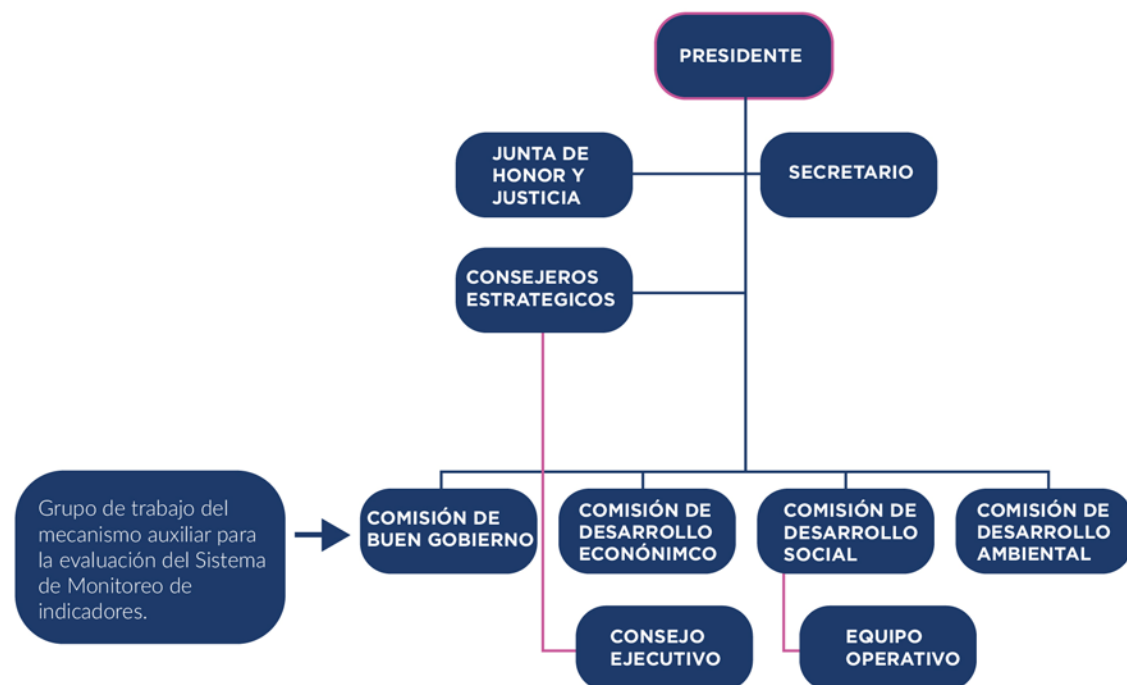 PRESIDENTE
JUNTA DE
HONOR Y
JUSTICIA
SECRETARIO
CONSEJEROS
ESTRATEGICOS
Grupo de trabajo del
mecanismo auxiliar para
la evaluación del Sistema
de Monitoreo de
indicadores.
COMISIÓN DE
BUEN GOBIERNO
COMISIÓN DE
DESARROLLO
ECONÓNIMCO
COMISIÓN DE
DESARROLLO
SOCIAL
COMISIÓN DE
DESARROLLO
AMBIENTAL
CONSEJO
EJECUTIVO
EQUIPO
OPERATIVO